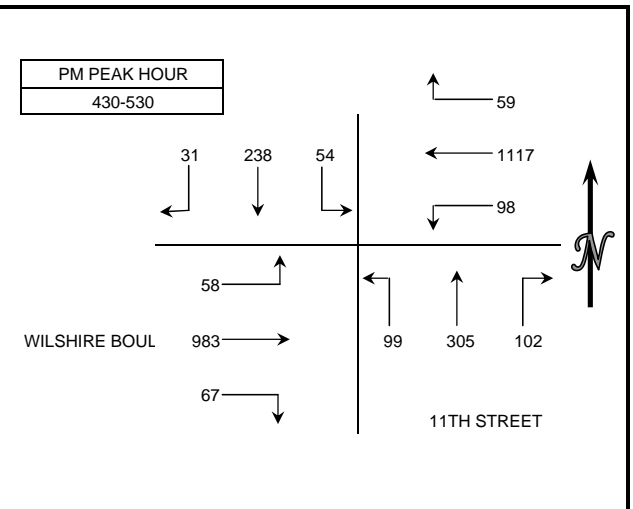 PM PEAK HOUR
430-530
59
31 238 54 1117
98
58
WILSHIRE BOUL 983 99 305 102
67
11TH STREET
N